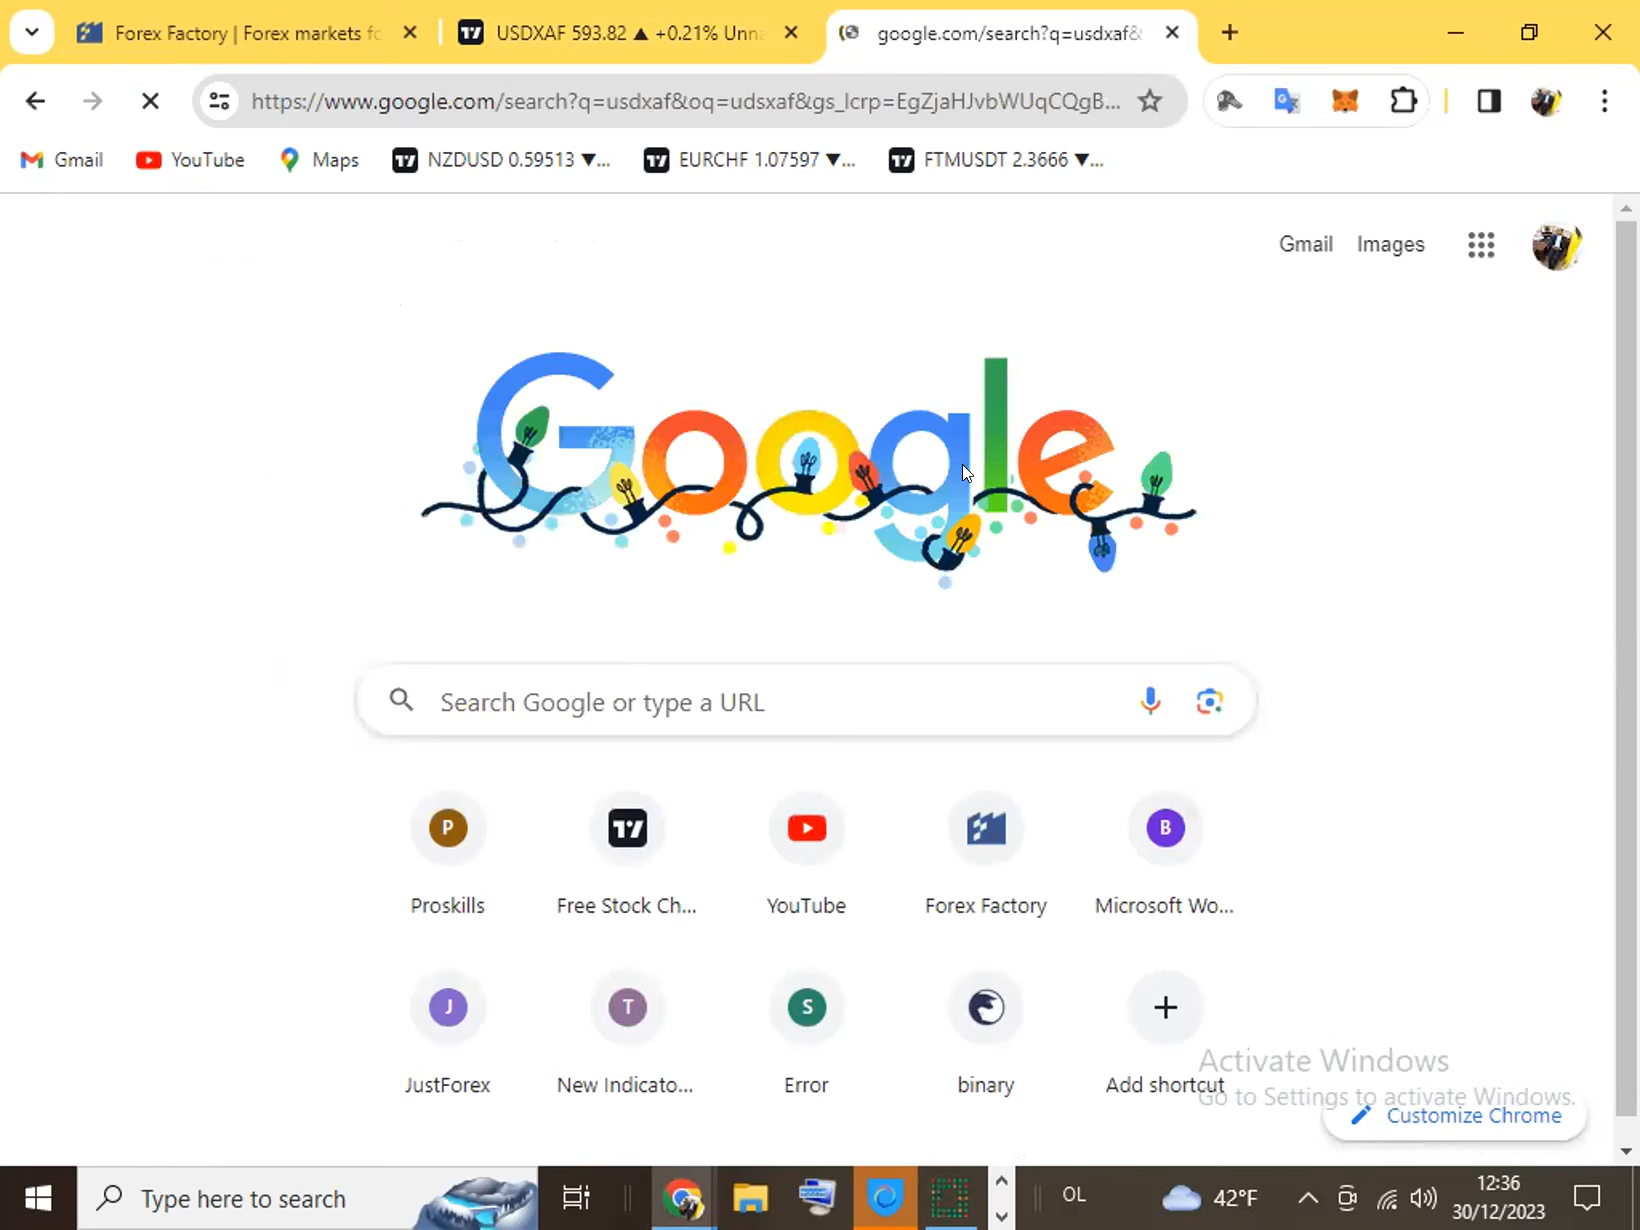 Forex Factory | Forex markets fo
USDXAF 593.82 ▲ +0.21% Unna
google.com/search?q=usdxaf&
https://www.google.com/search?q=usdxaf&oq=udsxaf&gs_lcrp=EgZjaHJvbWUqCQgB...
Gmail
YouTube
Maps
NZDUSD 0.59513 ▼...
EURCHF 1.07597 ▼...
FTMUSDT 2.3666 ▼...
Gmail
Images
Google
Search Google or type a URL
P
B
Proskills
Free Stock Ch...
YouTube
Forex Factory
Microsoft Wo...
J
T
S
JustForex
New Indicato...
Error
binary
Add shortcut
Activate Windows
Go to Settings to activate Windows.
Customize Chrome
Type here to search
OL
42°F
12:36
30/12/2023